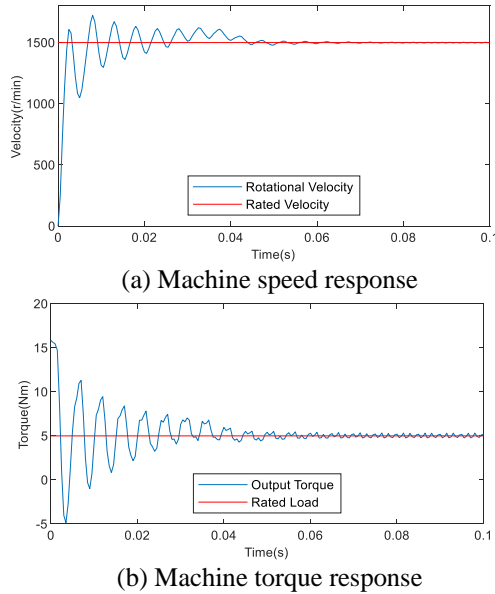 1500
1000
500
0
Velocity(r/min)
Rotational Velocity
Rated Velocity
0 0.02 0.04 0.06 0.08 0.1
Time(s)
(a) Machine speed response
20
15
10
5
0
-5
Torque(Nm)
Output Torque
Rated Load
0 0.02 0.04 0.06 0.08 0.1
Time(s)
(b) Machine torque response